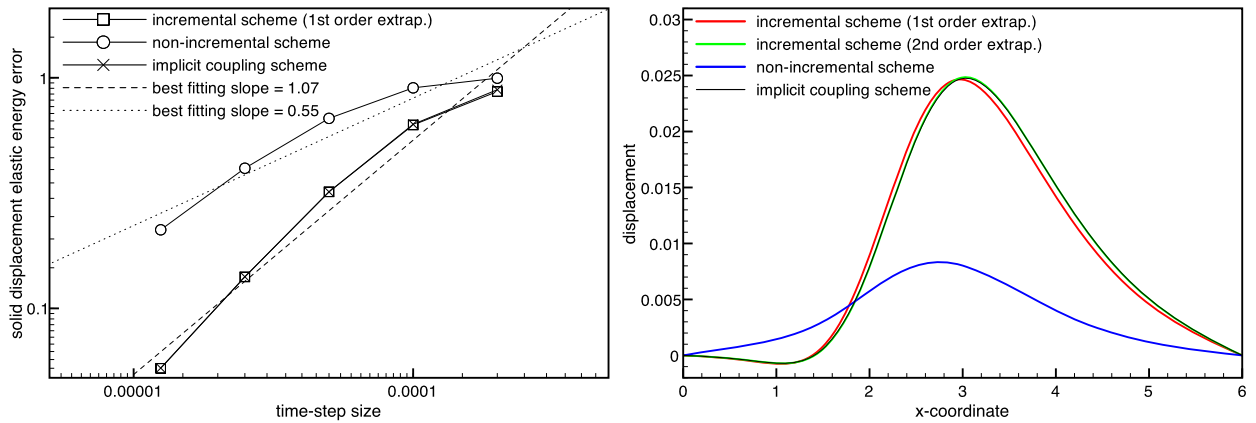 incremental scheme (1st order extrap.)
non-incremental scheme
implicit coupling scheme
best fitting slope = 1.07
best fitting slope = 0.55
solid displacement elastic energy error
1
0.1
0.00001
0.0001
time-step size
incremental scheme (1st order extrap.)
incremental scheme (2nd order extrap.)
non-incremental scheme
implicit coupling scheme
displacement
0.03
0.025
0.02
0.015
0.01
0.005
0
0
1
2
3
4
5
6
x-coordinate